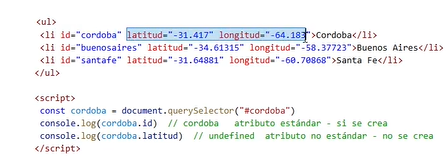 <ul>
<li id="cordoba" latitud="-31.417" longitud="-64.183">Cordoba</li>
<li id="buenosaires" latitud="-34.61315" longitud="-58.37723">Buenos Aires</li>
<li id="santafe" latitud="-31.64881" longitud="-60.70868">Santa Fe</li>
</ul>
<script>
const cordoba = document.querySelector("#cordoba")
console.log(cordoba.id) // cordoba atributo estándar - si se crea
console.log(cordoba.latitud) // undefined atributo no estándar - no se crea
</script>